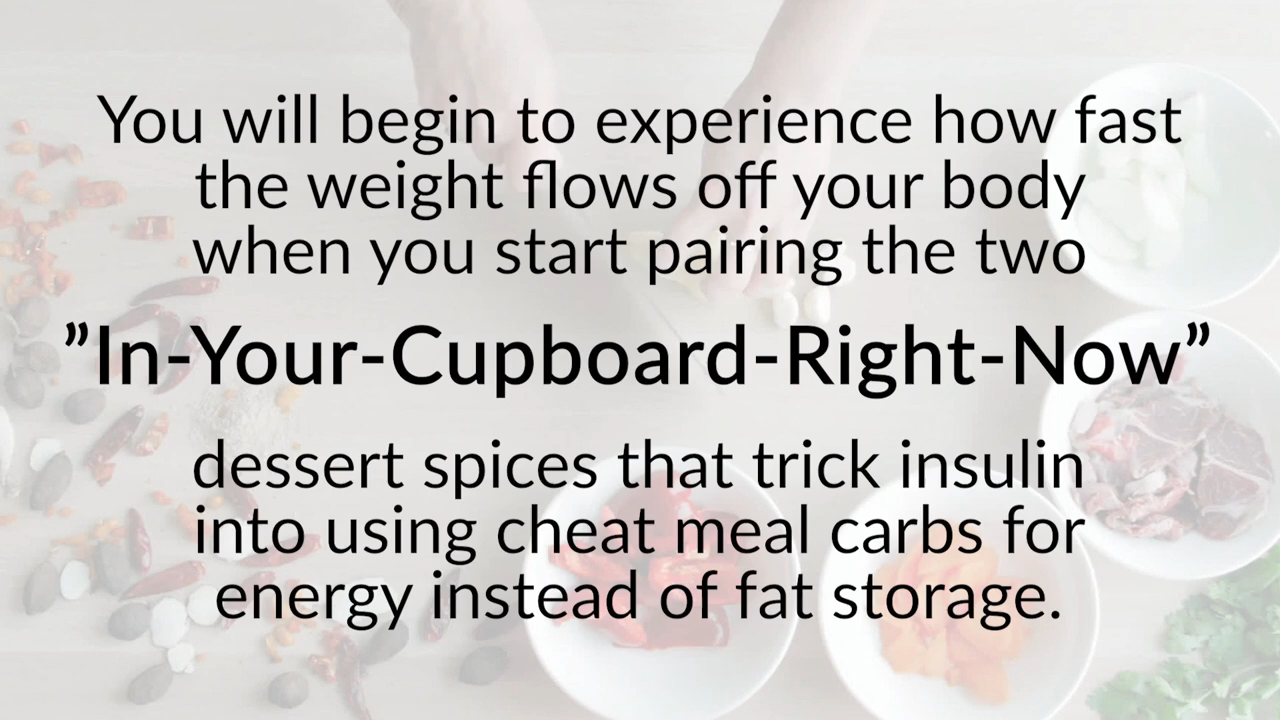 You will begin to experience how fast
the weight flows off your body
when you start pairing the two
”In-Your-Cupboard-Right-Now”
dessert spices that trick insulin
into using cheat meal carbs for
energy instead of fat storage.